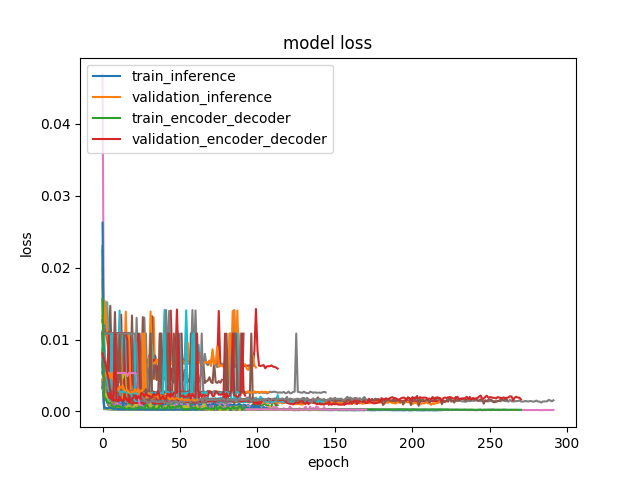 model loss
train_inference
validation_inference
train_encoder_decoder
validation_encoder_decoder
0.04
0.03
0.02
0.01
0.00
loss
0 50 100 150 200 250 300
epoch